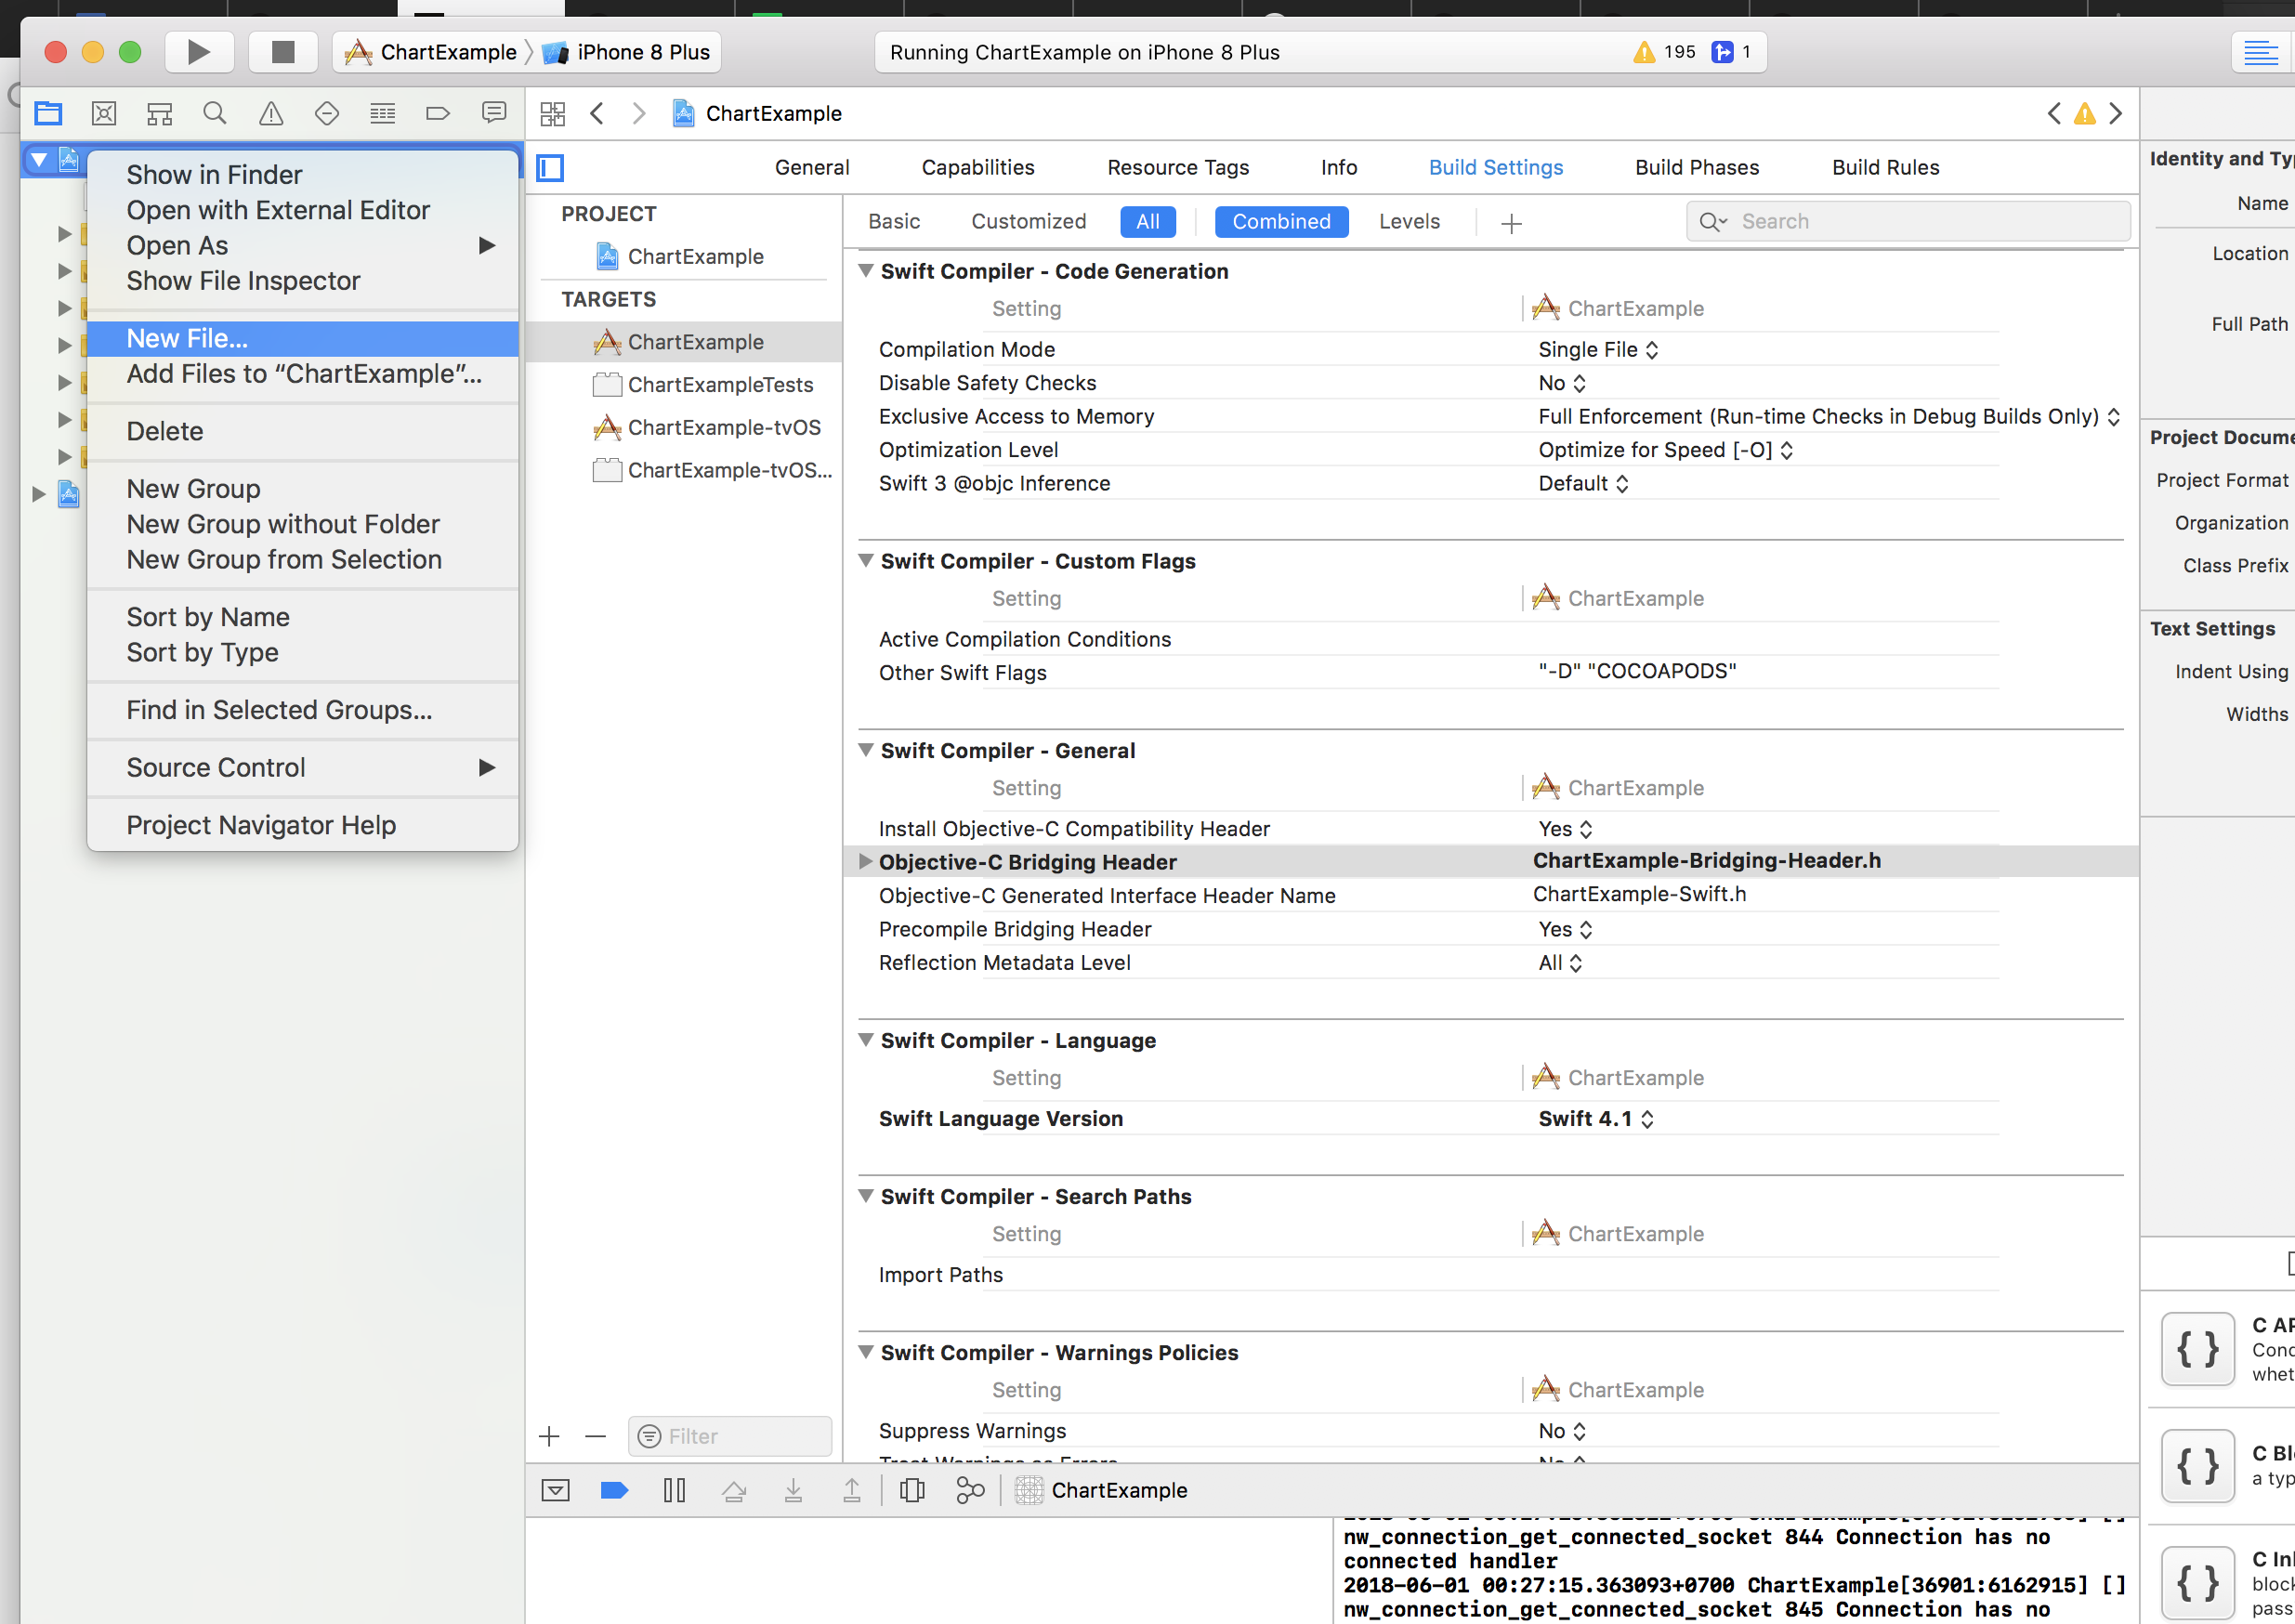 ChartExample
iPhone 8 Plus
Running ChartExample on iPhone 8 Plus
195
1
ChartExample
General
Capabilities
Resource Tags
Info
Build Settings
Build Phases
Build Rules
Show in Finder
Open with External Editor
Open As
Show File Inspector
New File...
Add Files to “ChartExample”...
Delete
New Group
New Group without Folder
New Group from Selection
Sort by Name
Sort by Type
Find in Selected Groups...
Source Control
Project Navigator Help
PROJECT
ChartExample
TARGETS
ChartExample
ChartExampleTests
ChartExample-tvOS
ChartExample-tvOS...
Filter
Basic
Customized
All
Combined
Levels
Search
Swift Compiler - Code Generation
Setting ChartExample
Compilation Mode Single File
Disable Safety Checks No
Exclusive Access to Memory Full Enforcement (Run-time Checks in Debug Builds Only)
Optimization Level Optimize for Speed [-O]
Swift 3 @objc Inference Default
Swift Compiler - Custom Flags
Setting ChartExample
Active Compilation Conditions
Other Swift Flags "-D" "COCOAPODS"
Swift Compiler - General
Setting ChartExample
Install Objective-C Compatibility Header Yes
Objective-C Bridging Header ChartExample-Bridging-Header.h
Objective-C Generated Interface Header Name ChartExample-Swift.h
Precompile Bridging Header Yes
Reflection Metadata Level All
Swift Compiler - Language
Setting ChartExample
Swift Language Version Swift 4.1
Swift Compiler - Search Paths
Setting ChartExample
Import Paths
Swift Compiler - Warnings Policies
Setting ChartExample
Suppress Warnings No
Treat Warnings as Errors No
ChartExample
nw_connection_get_connected_socket 844 Connection has no
connected handler
2018-06-01 00:27:15.363093+0700 ChartExample[36901:6162915] []
nw_connection_get_connected_socket 845 Connection has no
Identity and Ty
Name
Location
Full Path
Project Docume
Project Format
Organization
Class Prefix
Text Settings
Indent Using
Widths
{ } C AP
Cond
whet
{ } C Bl
a typ
{ } C Inl
block
pass